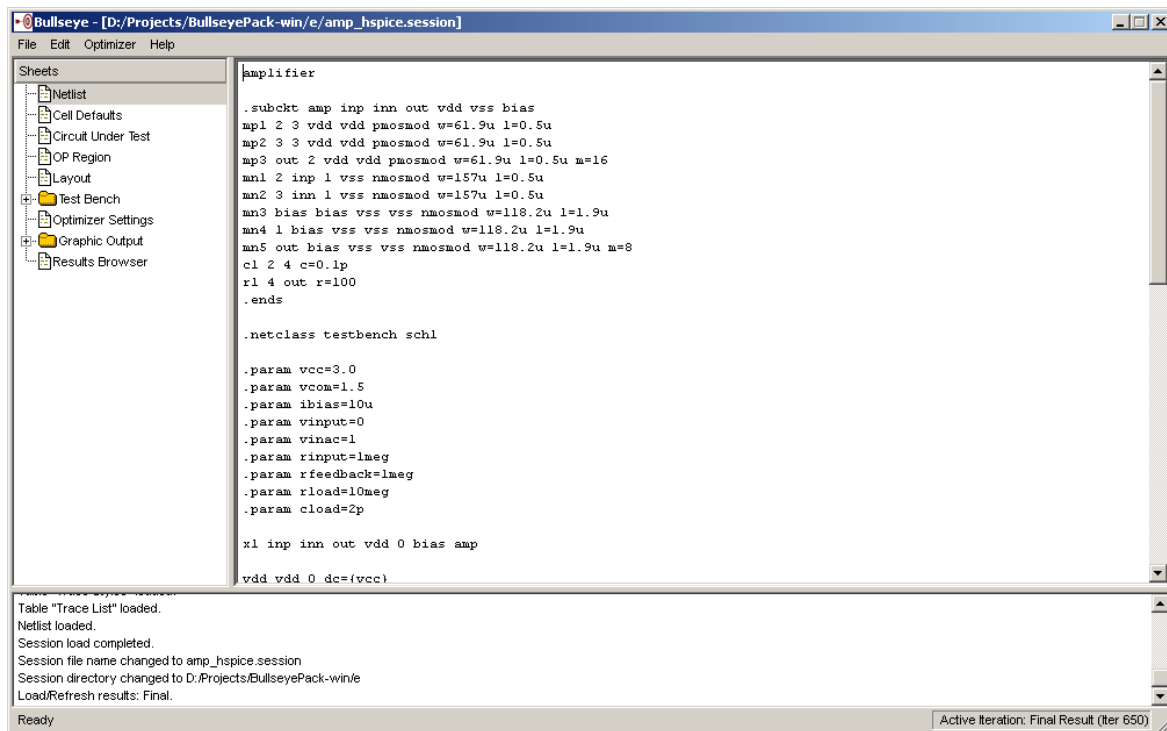 Bullseye - [D:/Projects/BullseyePack-win/e/amp_hspice.session]
File Edit Optimizer Help
Sheets
Netlist
Cell Defaults
Circuit Under Test
OP Region
Layout
Test Bench
Optimizer Settings
Graphic Output
Results Browser
amplifier
.subckt amp inp inn out vdd vss bias
mp1 2 3 vdd vdd pmosmod w=61.9u l=0.5u
mp2 3 3 vdd vdd pmosmod w=61.9u l=0.5u
mp3 out 2 vdd vdd pmosmod w=61.9u l=0.5u m=16
mn1 2 inp 1 vss nmosmod w=157u l=0.5u
mn2 3 inn 1 vss nmosmod w=157u l=0.5u
mn3 bias bias vss vss nmosmod w=118.2u l=1.9u
mn4 1 bias vss vss nmosmod w=118.2u l=1.9u
mn5 out bias vss vss nmosmod w=118.2u l=1.9u m=8
c1 2 4 c=0.1p
r1 4 out r=100
.ends
.netclass testbench sch1
.param vcc=3.0
.param vcom=1.5
.param ibias=10u
.param vinput=0
.param vinac=1
.param rinput=1meg
.param rfeedback=1meg
.param rload=10meg
.param cload=2p
x1 inp inn out vdd 0 bias amp
vdd vdd 0 dc={vcc}
Table "Trace List" loaded.
Netlist loaded.
Session load completed.
Session file name changed to amp_hspice.session
Session directory changed to D:/Projects/BullseyePack-win/e
Load/Refresh results: Final.
Ready
Active Iteration: Final Result (Iter 650)